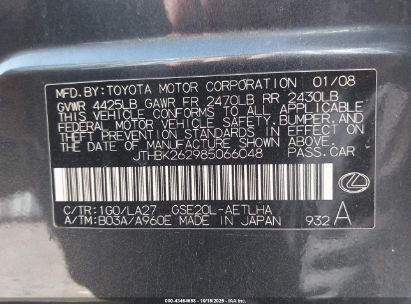 MFD.BY:TOYOTA MOTOR CORPORATION 01/08
GVWR 4425LB GAWR FR 2470LB RR 2430LB
THIS VEHICLE CONFORMS TO ALL APPLICABLE
FEDERAL MOTOR VEHICLE SAFETY,BUMPER,AND
THEFT PREVENTION STANDARDS IN EFFECT ON
THE DATE OF MANUFACTURE SHOWN ABOVE.
JTHBK262985066048 PASS.CAR
C/TR:1G0/LA27 GSE20L-AETLHA
A/TM:B03A/A960E MADE IN JAPAN 932 A